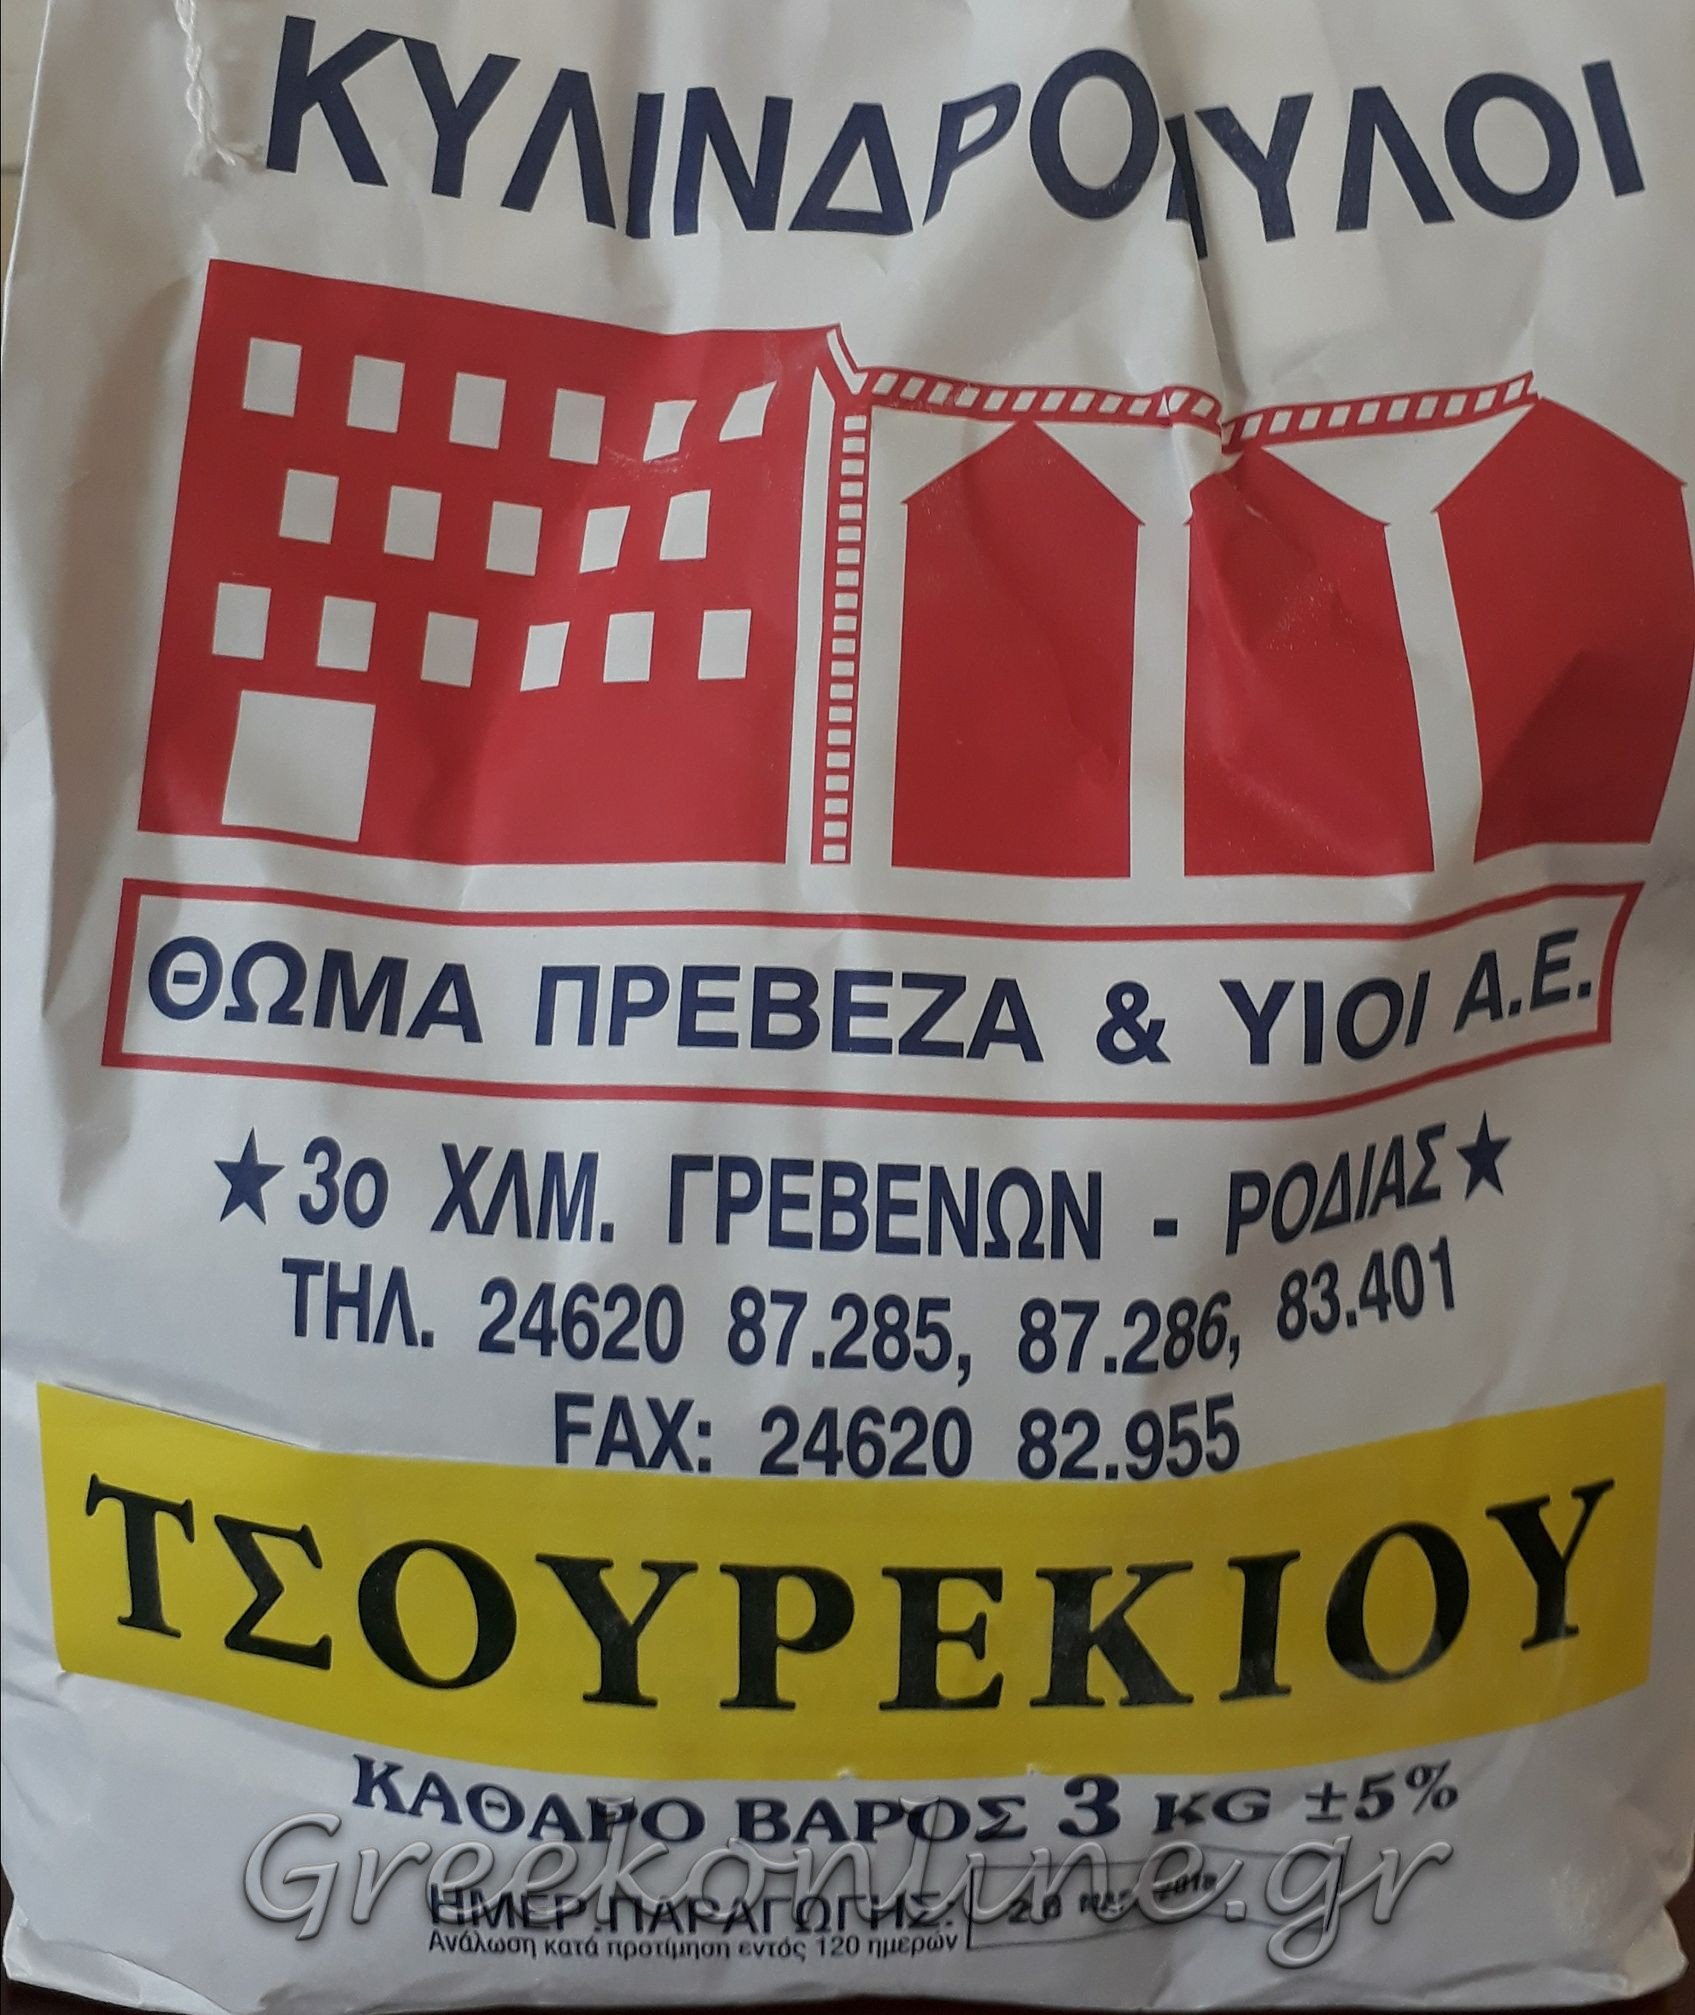 ΚΥΛΙΝΔΡΟΜΥΛΟΙ
ΘΩΜΑ ΠΡΕΒΕΖΑ & ΥΙΟΙ Α.Ε.
★ 3ο ΧΛΜ. ΓΡΕΒΕΝΩΝ - ΡΟΔΙΑΣ ★
ΤΗΛ. 24620 87.285, 87.286, 83.401
FAX: 24620 82.955
ΤΣΟΥΡΕΚΙΟΥ
ΚΑΘΑΡΟ ΒΑΡΟΣ 3 KG ±5%
Greekonline.gr
ΗΜΕΡ.ΠΑΡΑΓΩΓΗΣ:
Ανάλωση κατά προτίμηση εντός 120 ημερών